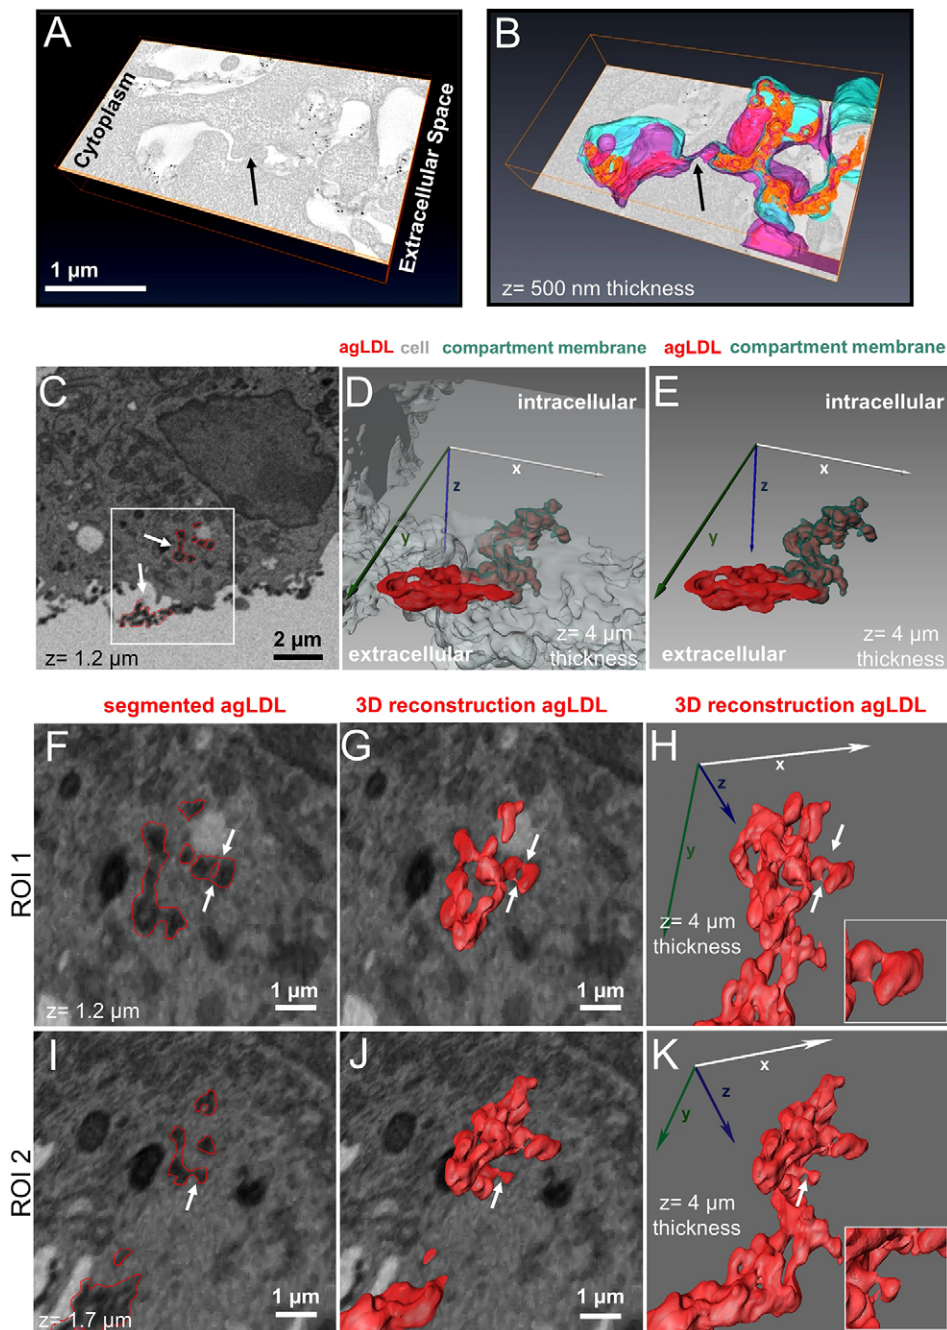 A
Cytoplasm
Extracellular Space
1 μm
B
z= 500 nm thickness
agLDL cell compartment membrane
agLDL compartment membrane
C
z= 1.2 μm
2 μm
D
intracellular
x
z
y
extracellular
z= 4 μm
thickness
E
intracellular
x
z
y
extracellular
z= 4 μm
thickness
segmented agLDL
3D reconstruction agLDL
3D reconstruction agLDL
ROI 1
F
z= 1.2 μm
1 μm
G
1 μm
H
x
z
y
z= 4 μm
thickness
ROI 2
I
z= 1.7 μm
1 μm
J
1 μm
K
x
z
y
z= 4 μm
thickness